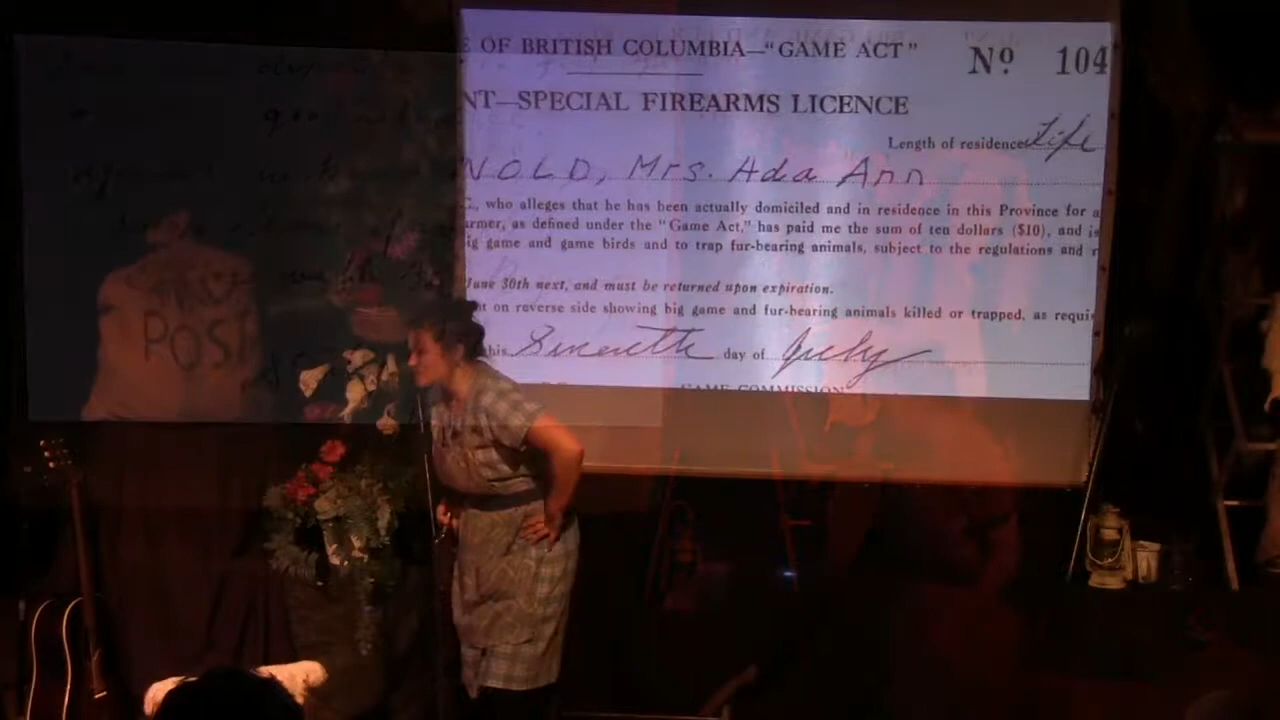 OF BRITISH COLUMBIA—"GAME ACT"
Nº 104
NT—SPECIAL FIREARMS LICENCE
Length of residence Life
NOLD, Mrs. Ada Ann
C., who alleges that he has been actually domiciled and in residence in this Province for a
armer, as defined under the "Game Act," has paid me the sum of ten dollars ($10), and is
ig game and game birds and to trap fur-bearing animals, subject to the regulations and r
June 30th next, and must be returned upon expiration.
nt on reverse side showing big game and fur-bearing animals killed or trapped, as requi
this Seventh day of July
GAME COMMISSION
POST